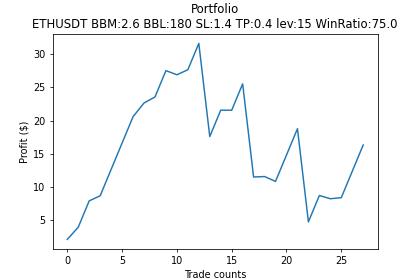 Portfolio
ETHUSDT BBM:2.6 BBL:180 SL:1.4 TP:0.4 lev:15 WinRatio:75.0
30
25
20
15
10
5
Profit ($)
0 5 10 15 20 25
Trade counts